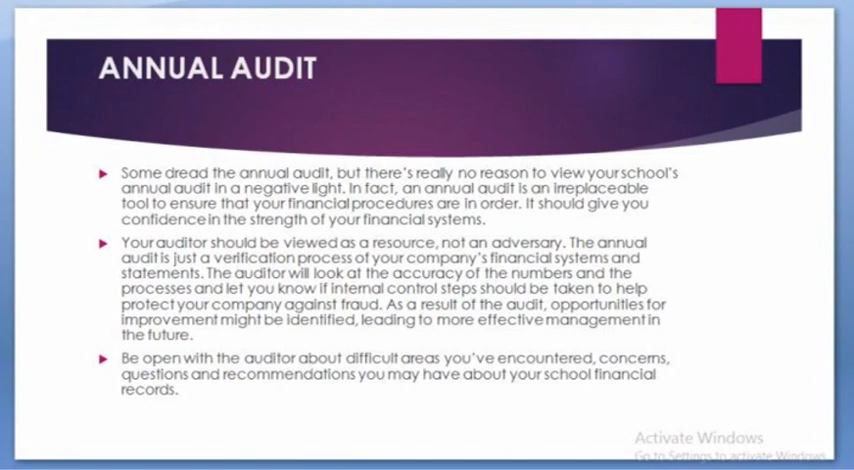 ANNUAL AUDIT
Some dread the annual audit, but there's really no reason to view your school's
annual audit in a negative light. In fact, an annual audit is an irreplaceable
tool to ensure that your financial procedures are in order. It should give you
confidence in the strength of your financial systems.
Your auditor should be viewed as a resource, not an adversary. The annual
audit is just a verification process of your company's financial systems and
statements. The auditor will look at the accuracy of the numbers and the
processes and let you know if internal control steps should be taken to help
protect your company against fraud. As a result of the audit, opportunities for
improvement might be identified, leading to more effective management in
the future.
Be open with the auditor about difficult areas you've encountered, concerns,
questions and recommendations you may have about your school financial
records.
Activate Windows
Go to Settings to activate Windows.